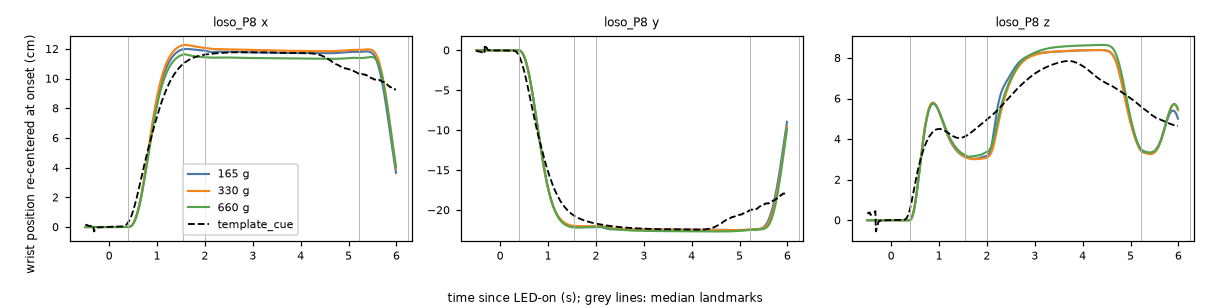 loso_P8 x
loso_P8 y
loso_P8 z
wrist position re-centered at onset (cm)
12
10
8
6
4
2
0
165 g
330 g
660 g
template_cue
0 1 2 3 4 5 6
0
−5
−10
−15
−20
0 1 2 3 4 5 6
8
6
4
2
0
0 1 2 3 4 5 6
time since LED-on (s); grey lines: median landmarks